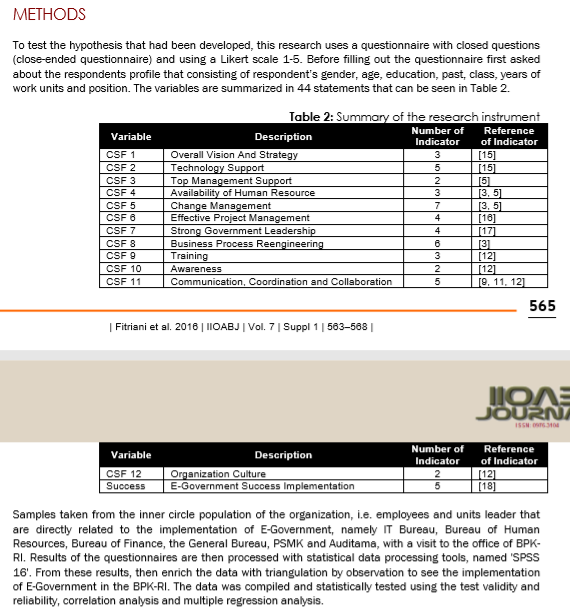 METHODS
To test the hypothesis that had been developed, this research uses a questionnaire with closed questions
(close-ended questionnaire) and using a Likert scale 1-5. Before filling out the questionnaire first asked
about the respondents profile that consisting of respondent's gender, age, education, past, class, years of
work units and position. The variables are summarized in 44 statements that can be seen in Table 2.
Table 2: Summary of the research instrument
Variable Description Number of Indicator Reference of Indicator
CSF 1 Overall Vision And Strategy 3 [15]
CSF 2 Technology Support 5 [15]
CSF 3 Top Management Support 2 [5]
CSF 4 Availability of Human Resource 3 [3, 5]
CSF 5 Change Management 7 [3, 5]
CSF 6 Effective Project Management 4 [16]
CSF 7 Strong Government Leadership 4 [17]
CSF 8 Business Process Reengineering 6 [3]
CSF 9 Training 3 [12]
CSF 10 Awareness 2 [12]
CSF 11 Communication, Coordination and Collaboration 5 [9, 11, 12]
565
| Fitriani et al. 2016 | IIOABJ | Vol. 7 | Suppl 1 | 563–568 |
IIOAB
JOURNA
ISSN: 0976-3104
Variable Description Number of Indicator Reference of Indicator
CSF 12 Organization Culture 2 [12]
Success E-Government Success Implementation 5 [18]
Samples taken from the inner circle population of the organization, i.e. employees and units leader that
are directly related to the implementation of E-Government, namely IT Bureau, Bureau of Human
Resources, Bureau of Finance, the General Bureau, PSMK and Auditama, with a visit to the office of BPK-
RI. Results of the questionnaires are then processed with statistical data processing tools, named 'SPSS
16'. From these results, then enrich the data with triangulation by observation to see the implementation
of E-Government in the BPK-RI. The data was compiled and statistically tested using the test validity and
reliability, correlation analysis and multiple regression analysis.